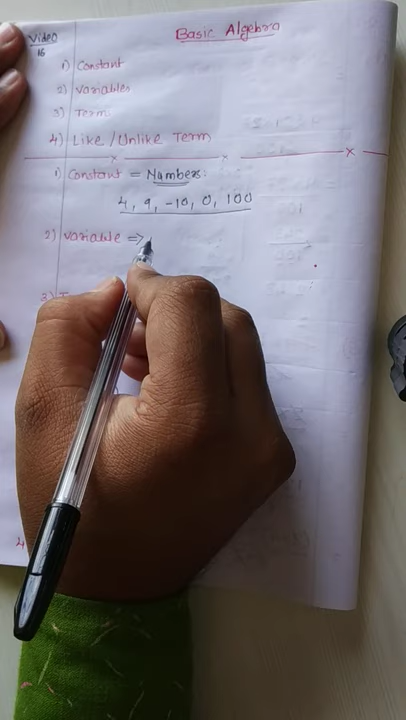 Video
16
Basic Algebra
1) Constant
2) Variables
3) Term
4) Like / Unlike Term
1) Constant = Numbers:
4, 9, -10, 0, 100
2) Variable =>
3) T